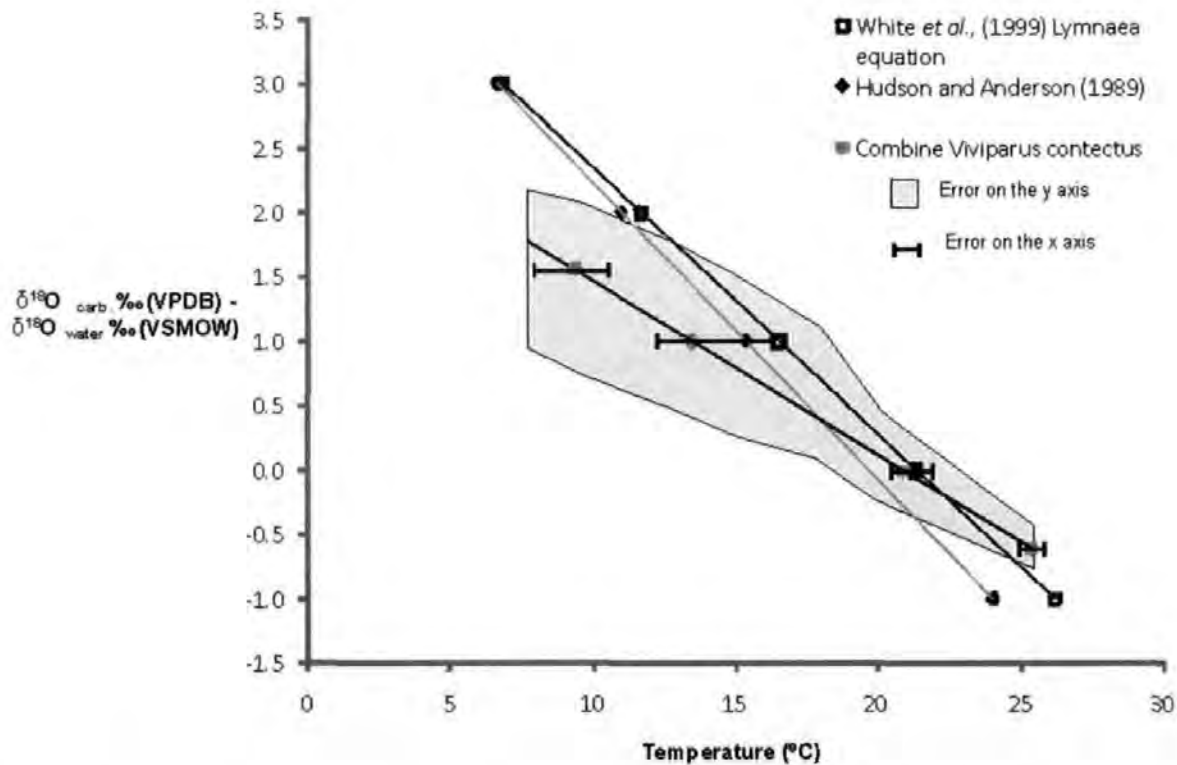 3.5
3.0
2.5
2.0
1.5
1.0
0.5
0.0
-0.5
-1.0
-1.5
δ¹⁸O carb. ‰ (VPDB) -
δ¹⁸O water ‰ (VSMOW)
0 5 10 15 20 25 30
Temperature (ºC)
White et al., (1999) Lymnaea
equation
Hudson and Anderson (1989)
Combine Viviparus contectus
Error on the y axis
Error on the x axis